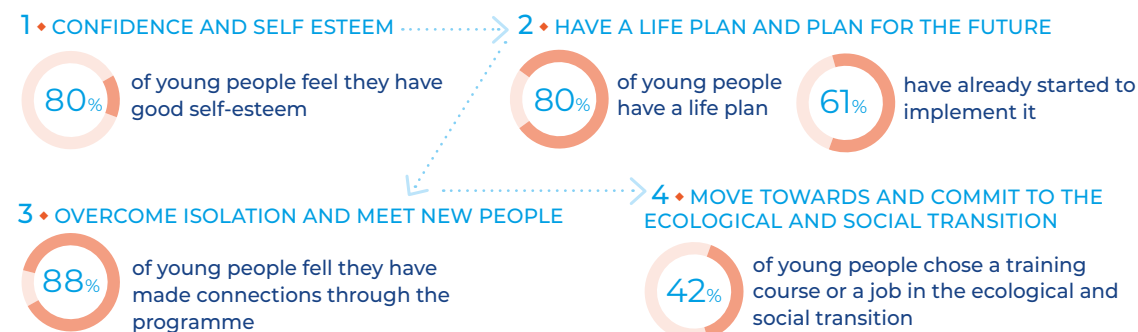 1 ◆ CONFIDENCE AND SELF ESTEEM
80%
of young people feel they have
good self-esteem
2 ◆ HAVE A LIFE PLAN AND PLAN FOR THE FUTURE
80%
of young people
have a life plan
61%
have already started to
implement it
3 ◆ OVERCOME ISOLATION AND MEET NEW PEOPLE
88%
of young people fell they have
made connections through the
programme
4 ◆ MOVE TOWARDS AND COMMIT TO THE
ECOLOGICAL AND SOCIAL TRANSITION
42%
of young people chose a training
course or a job in the ecological and
social transition